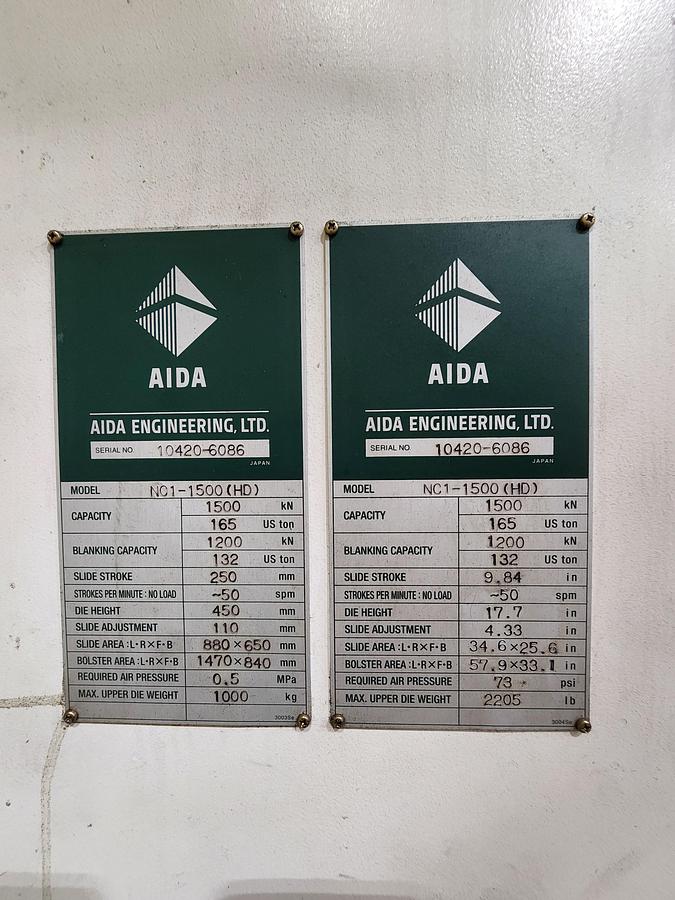 AIDA
AIDA ENGINEERING, LTD.
SERIAL NO. 10420-6086
JAPAN
MODEL NC1-1500(HD)
CAPACITY 1500 kN
165 US ton
BLANKING CAPACITY 1200 kN
132 US ton
SLIDE STROKE 250 mm
STROKES PER MINUTE : NO LOAD ~50 spm
DIE HEIGHT 450 mm
SLIDE ADJUSTMENT 110 mm
SLIDE AREA : L・R×F・B 880×650 mm
BOLSTER AREA : L・R×F・B 1470×840 mm
REQUIRED AIR PRESSURE 0.5 MPa
MAX. UPPER DIE WEIGHT 1000 kg
3003Se
AIDA
AIDA ENGINEERING, LTD.
SERIAL NO. 10420-6086
JAPAN
MODEL NC1-1500(HD)
CAPACITY 1500 kN
165 US ton
BLANKING CAPACITY 1200 kN
132 US ton
SLIDE STROKE 9.84 in
STROKES PER MINUTE : NO LOAD ~50 spm
DIE HEIGHT 17.7 in
SLIDE ADJUSTMENT 4.33 in
SLIDE AREA : L・R×F・B 34.6×25.6 in
BOLSTER AREA : L・R×F・B 57.9×33.1 in
REQUIRED AIR PRESSURE 73 psi
MAX. UPPER DIE WEIGHT 2205 lb
3004Se